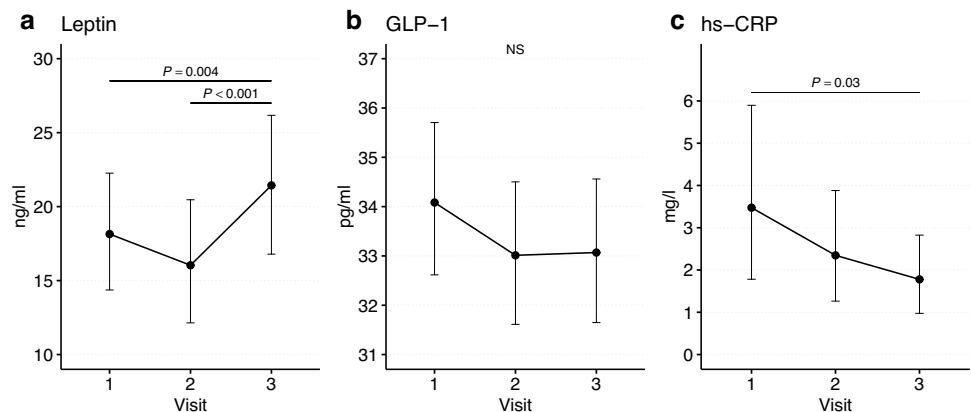 a Leptin
30
25
20
15
10
ng/ml
P = 0.004
P < 0.001
1 2 3
Visit
b GLP−1
37
36
35
34
33
32
31
pg/ml
NS
1 2 3
Visit
c hs−CRP
6
5
4
3
2
1
0
mg/l
P = 0.03
1 2 3
Visit